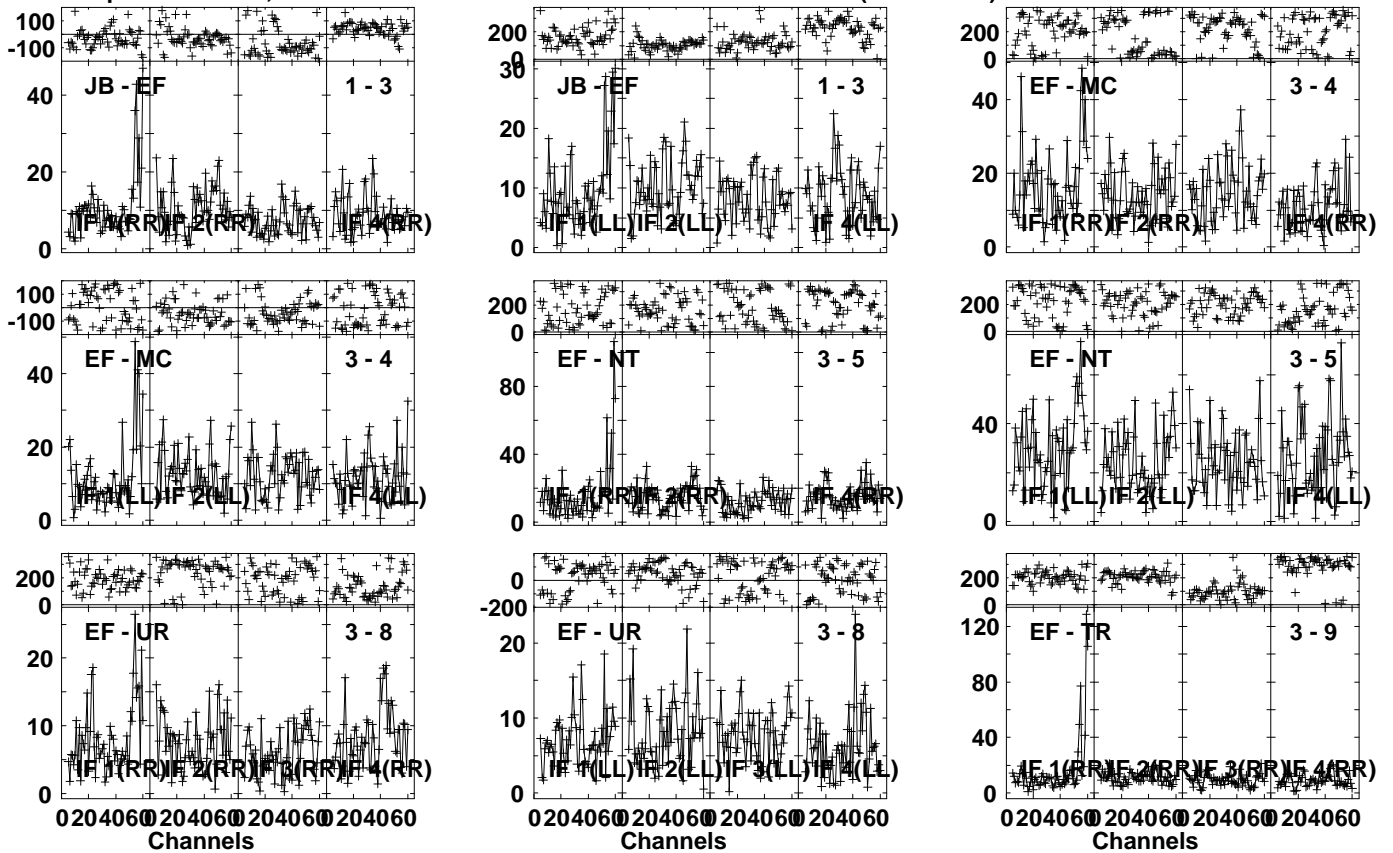 100
-100
JB - EF 1 - 3
40
20
0
IF 1(RR) IF 2(RR) IF 4(RR)
200
0
JB - EF 1 - 3
30
20
10
0
IF 1(LL) IF 2(LL) IF 4(LL)
200
0
EF - MC 3 - 4
40
20
0
IF 1(RR) IF 2(RR) IF 4(RR)
100
-100
EF - MC 3 - 4
40
20
0
IF 1(LL) IF 2(LL) IF 4(LL)
200
0
EF - NT 3 - 5
80
40
0
IF 1(RR) IF 2(RR) IF 4(RR)
200
0
EF - NT 3 - 5
40
0
IF 1(LL) IF 2(LL) IF 4(LL)
200
0
EF - UR 3 - 8
20
10
0
IF 1(RR) IF 2(RR) IF 3(RR) IF 4(RR)
0 20 40 60 0 20 40 60 0 20 40 60 0 20 40 60
Channels
0
-200
EF - UR 3 - 8
20
10
0
IF 1(LL) IF 2(LL) IF 3(LL) IF 4(LL)
0 20 40 60 0 20 40 60 0 20 40 60 0 20 40 60
Channels
200
0
EF - TR 3 - 9
120
80
40
0
IF 1(RR) IF 2(RR) IF 3(RR) IF 4(RR)
0 20 40 60 0 20 40 60 0 20 40 60 0 20 40 60
Channels